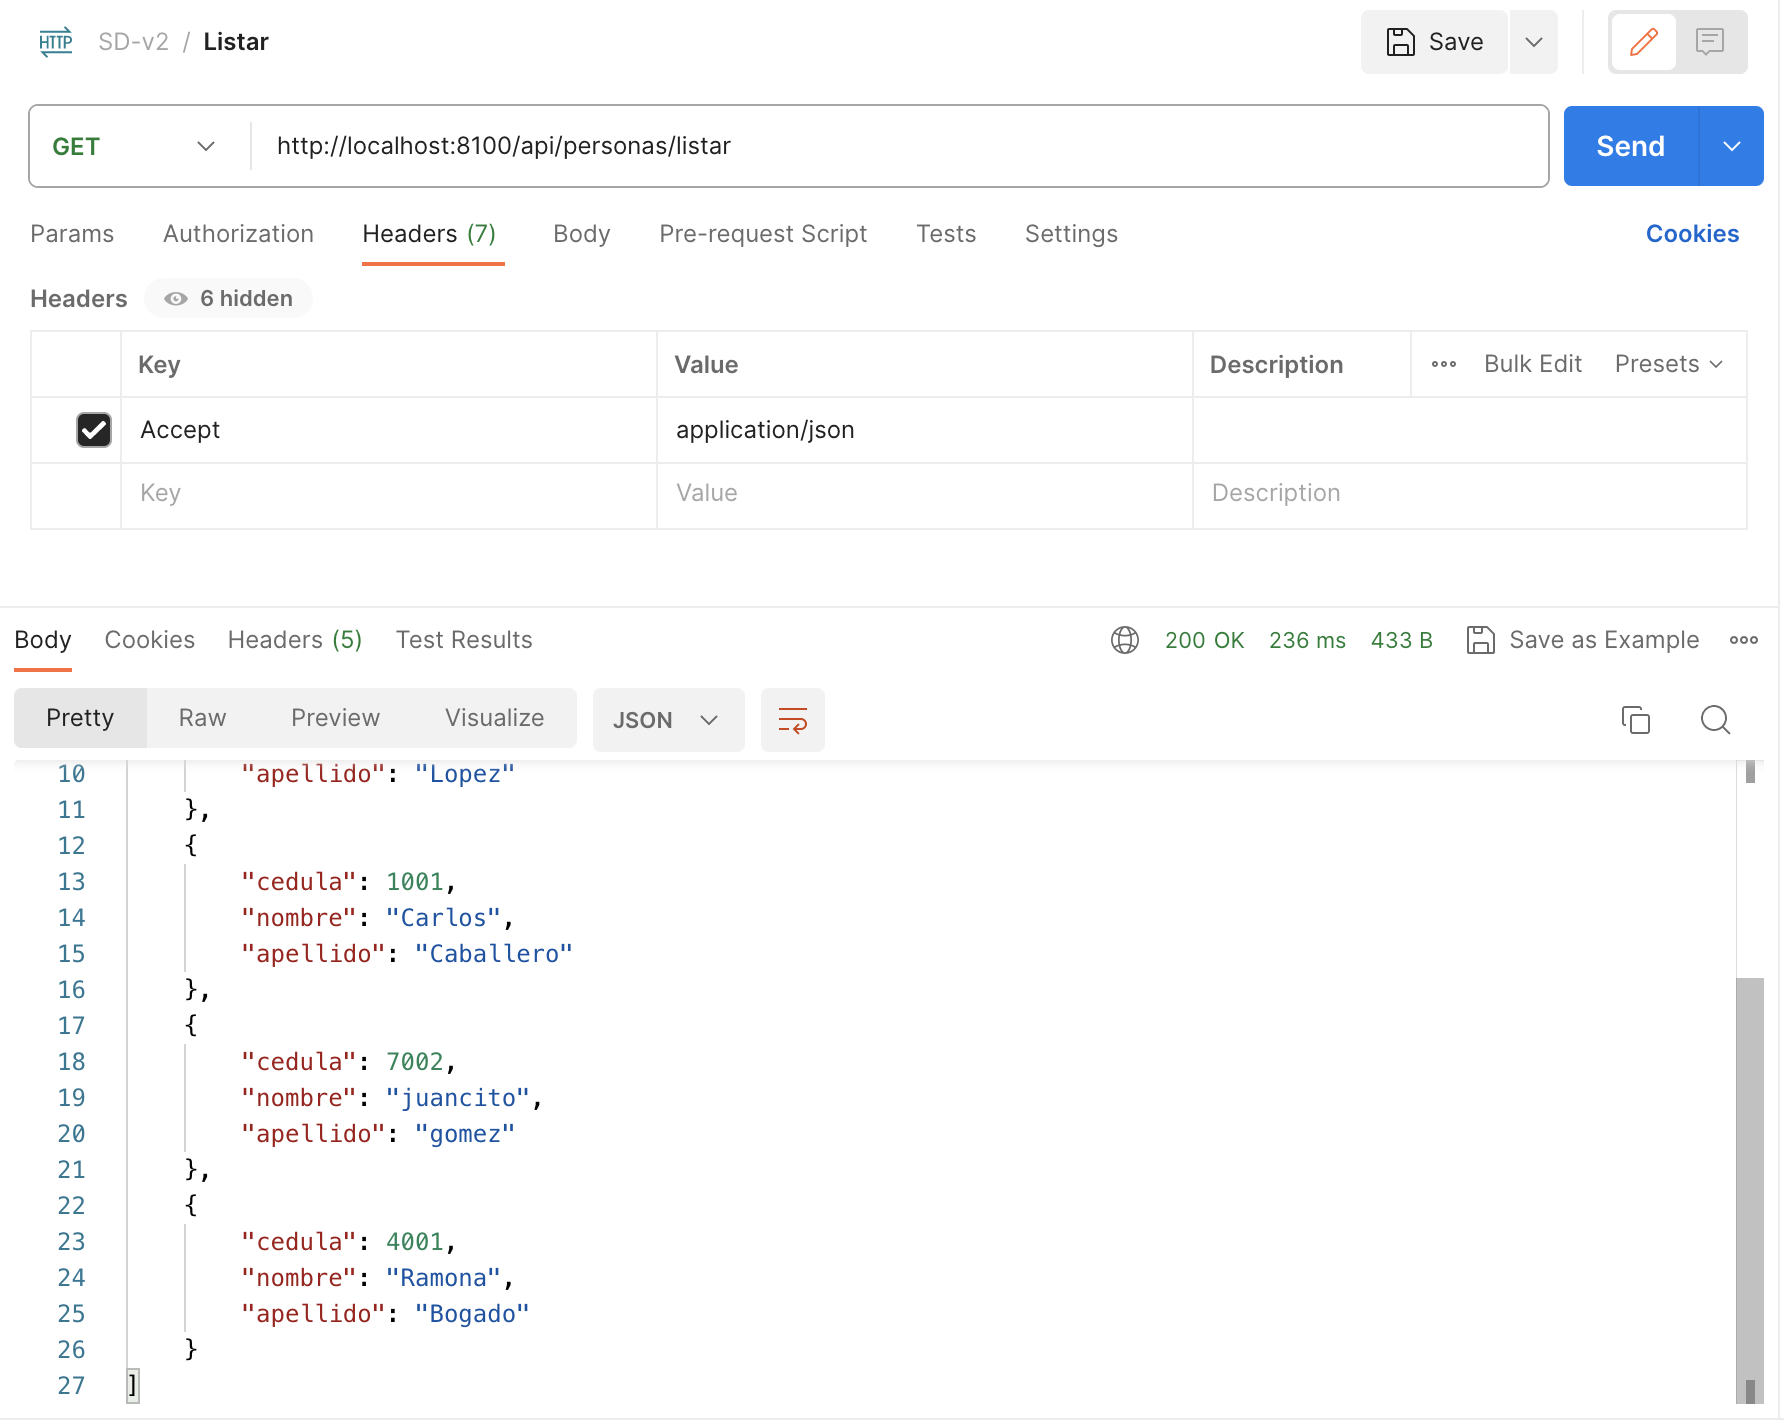 HTTP SD-v2 / Listar Save
GET http://localhost:8100/api/personas/listar Send
Params Authorization Headers (7) Body Pre-request Script Tests Settings Cookies
Headers 6 hidden
Key Value Description Bulk Edit Presets
Accept application/json
Key Value Description
Body Cookies Headers (5) Test Results 200 OK 236 ms 433 B Save as Example
Pretty Raw Preview Visualize JSON
10 "apellido": "Lopez"
11 },
12 {
13 "cedula": 1001,
14 "nombre": "Carlos",
15 "apellido": "Caballero"
16 },
17 {
18 "cedula": 7002,
19 "nombre": "juancito",
20 "apellido": "gomez"
21 },
22 {
23 "cedula": 4001,
24 "nombre": "Ramona",
25 "apellido": "Bogado"
26 }
27 ]